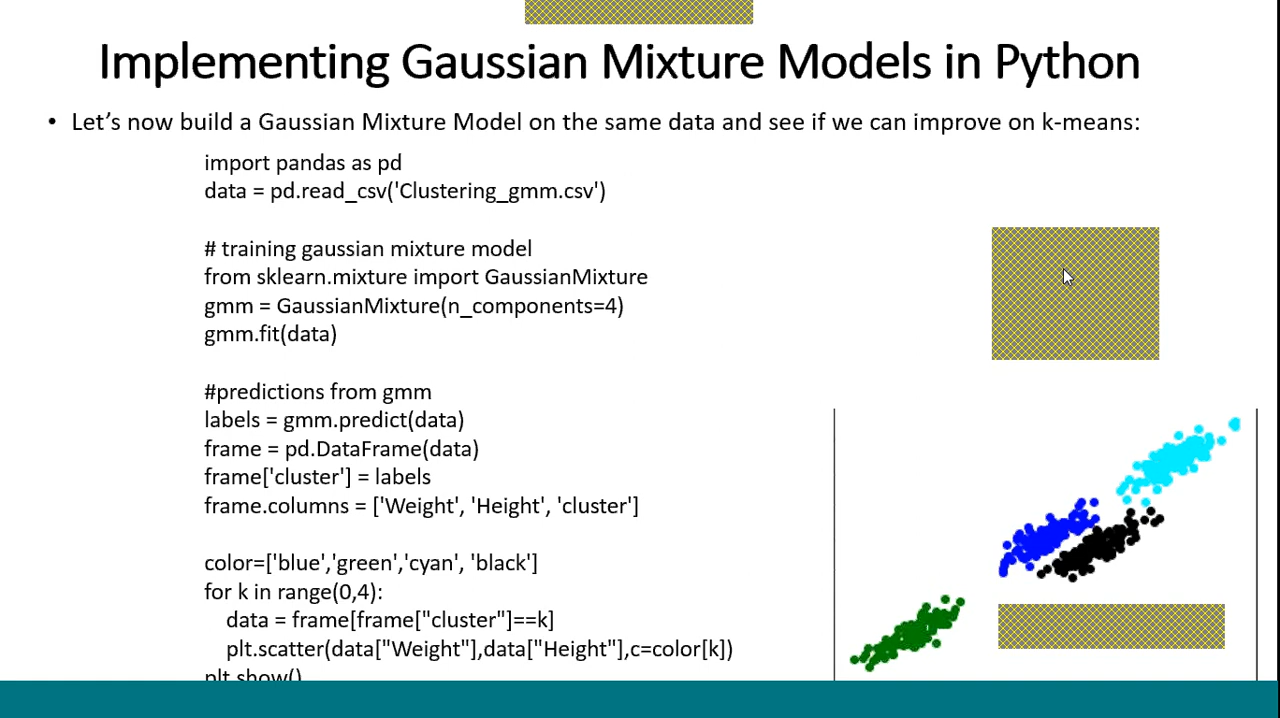 Implementing Gaussian Mixture Models in Python
• Let’s now build a Gaussian Mixture Model on the same data and see if we can improve on k-means:
import pandas as pd
data = pd.read_csv('Clustering_gmm.csv')
# training gaussian mixture model
from sklearn.mixture import GaussianMixture
gmm = GaussianMixture(n_components=4)
gmm.fit(data)
#predictions from gmm
labels = gmm.predict(data)
frame = pd.DataFrame(data)
frame['cluster'] = labels
frame.columns = ['Weight', 'Height', 'cluster']
color=['blue','green','cyan', 'black']
for k in range(0,4):
data = frame[frame["cluster"]==k]
plt.scatter(data["Weight"],data["Height"],c=color[k])
plt.show()